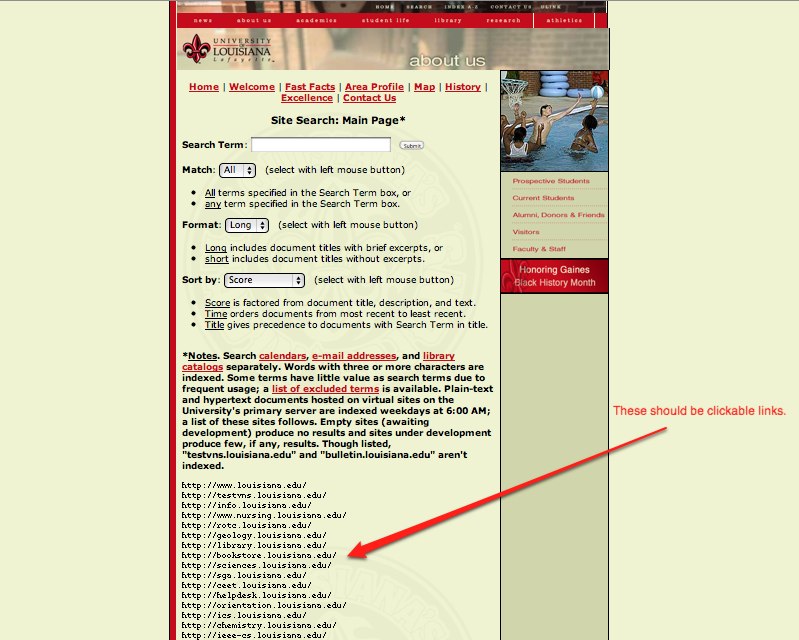 HOME SEARCH INDEX A-Z CONTACT US ULINK
news about us academics student life library research athletics
UNIVERSITY
OF
LOUISIANA
Lafayette
about us
Home | Welcome | Fast Facts | Area Profile | Map | History |
Excellence | Contact Us
Site Search: Main Page*
Search Term: Submit
Match: All (select with left mouse button)
• All terms specified in the Search Term box, or
• any term specified in the Search Term box.
Format: Long (select with left mouse button)
• Long includes document titles with brief excerpts, or
• short includes document titles without excerpts.
Sort by: Score (select with left mouse button)
• Score is factored from document title, description, and text.
• Time orders documents from most recent to least recent.
• Title gives precedence to documents with Search Term in title.
*Notes. Search calendars, e-mail addresses, and library
catalogs separately. Words with three or more characters are
indexed. Some terms have little value as search terms due to
frequent usage; a list of excluded terms is available. Plain-text
and hypertext documents hosted on virtual sites on the
University's primary server are indexed weekdays at 6:00 AM;
a list of these sites follows. Empty sites (awaiting
development) produce no results and sites under development
produce few, if any, results. Though listed,
"testvns.louisiana.edu" and "bulletin.louisiana.edu" aren't
indexed.
http://www.louisiana.edu/
http://testvns.louisiana.edu/
http://info.louisiana.edu/
http://www.nursing.louisiana.edu/
http://rotc.louisiana.edu/
http://geology.louisiana.edu/
http://library.louisiana.edu/
http://bookstore.louisiana.edu/
http://sciences.louisiana.edu/
http://sga.louisiana.edu/
http://ceet.louisiana.edu/
http://helpdesk.louisiana.edu/
http://orientation.louisiana.edu/
http://ics.louisiana.edu/
http://chemistry.louisiana.edu/
http://ieee-cs.louisiana.edu/
Prospective Students
Current Students
Alumni, Donors & Friends
Visitors
Faculty & Staff
Honoring Gaines
Black History Month
These should be clickable links.